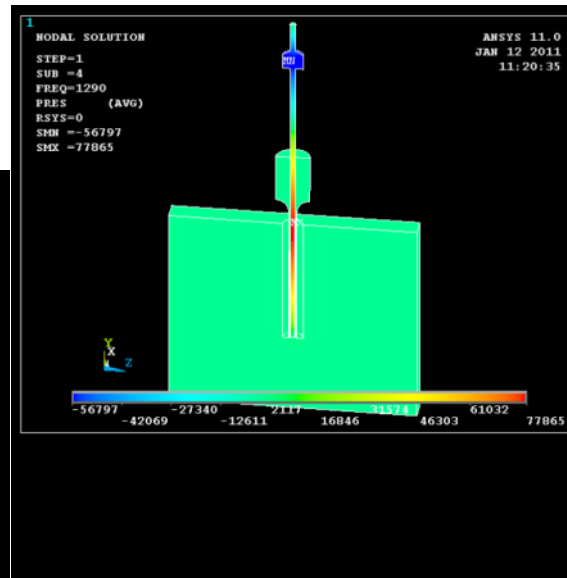 1
NODAL SOLUTION
STEP=1
SUB =4
FREQ=1290
PRES (AVG)
RSYS=0
SMN =-56797
SMX =77865
ANSYS 11.0
JAN 12 2011
11:20:35
MN
Y
X
Z
-56797 -27340 2117 31574 61032
-42069 -12611 16846 46303 77865